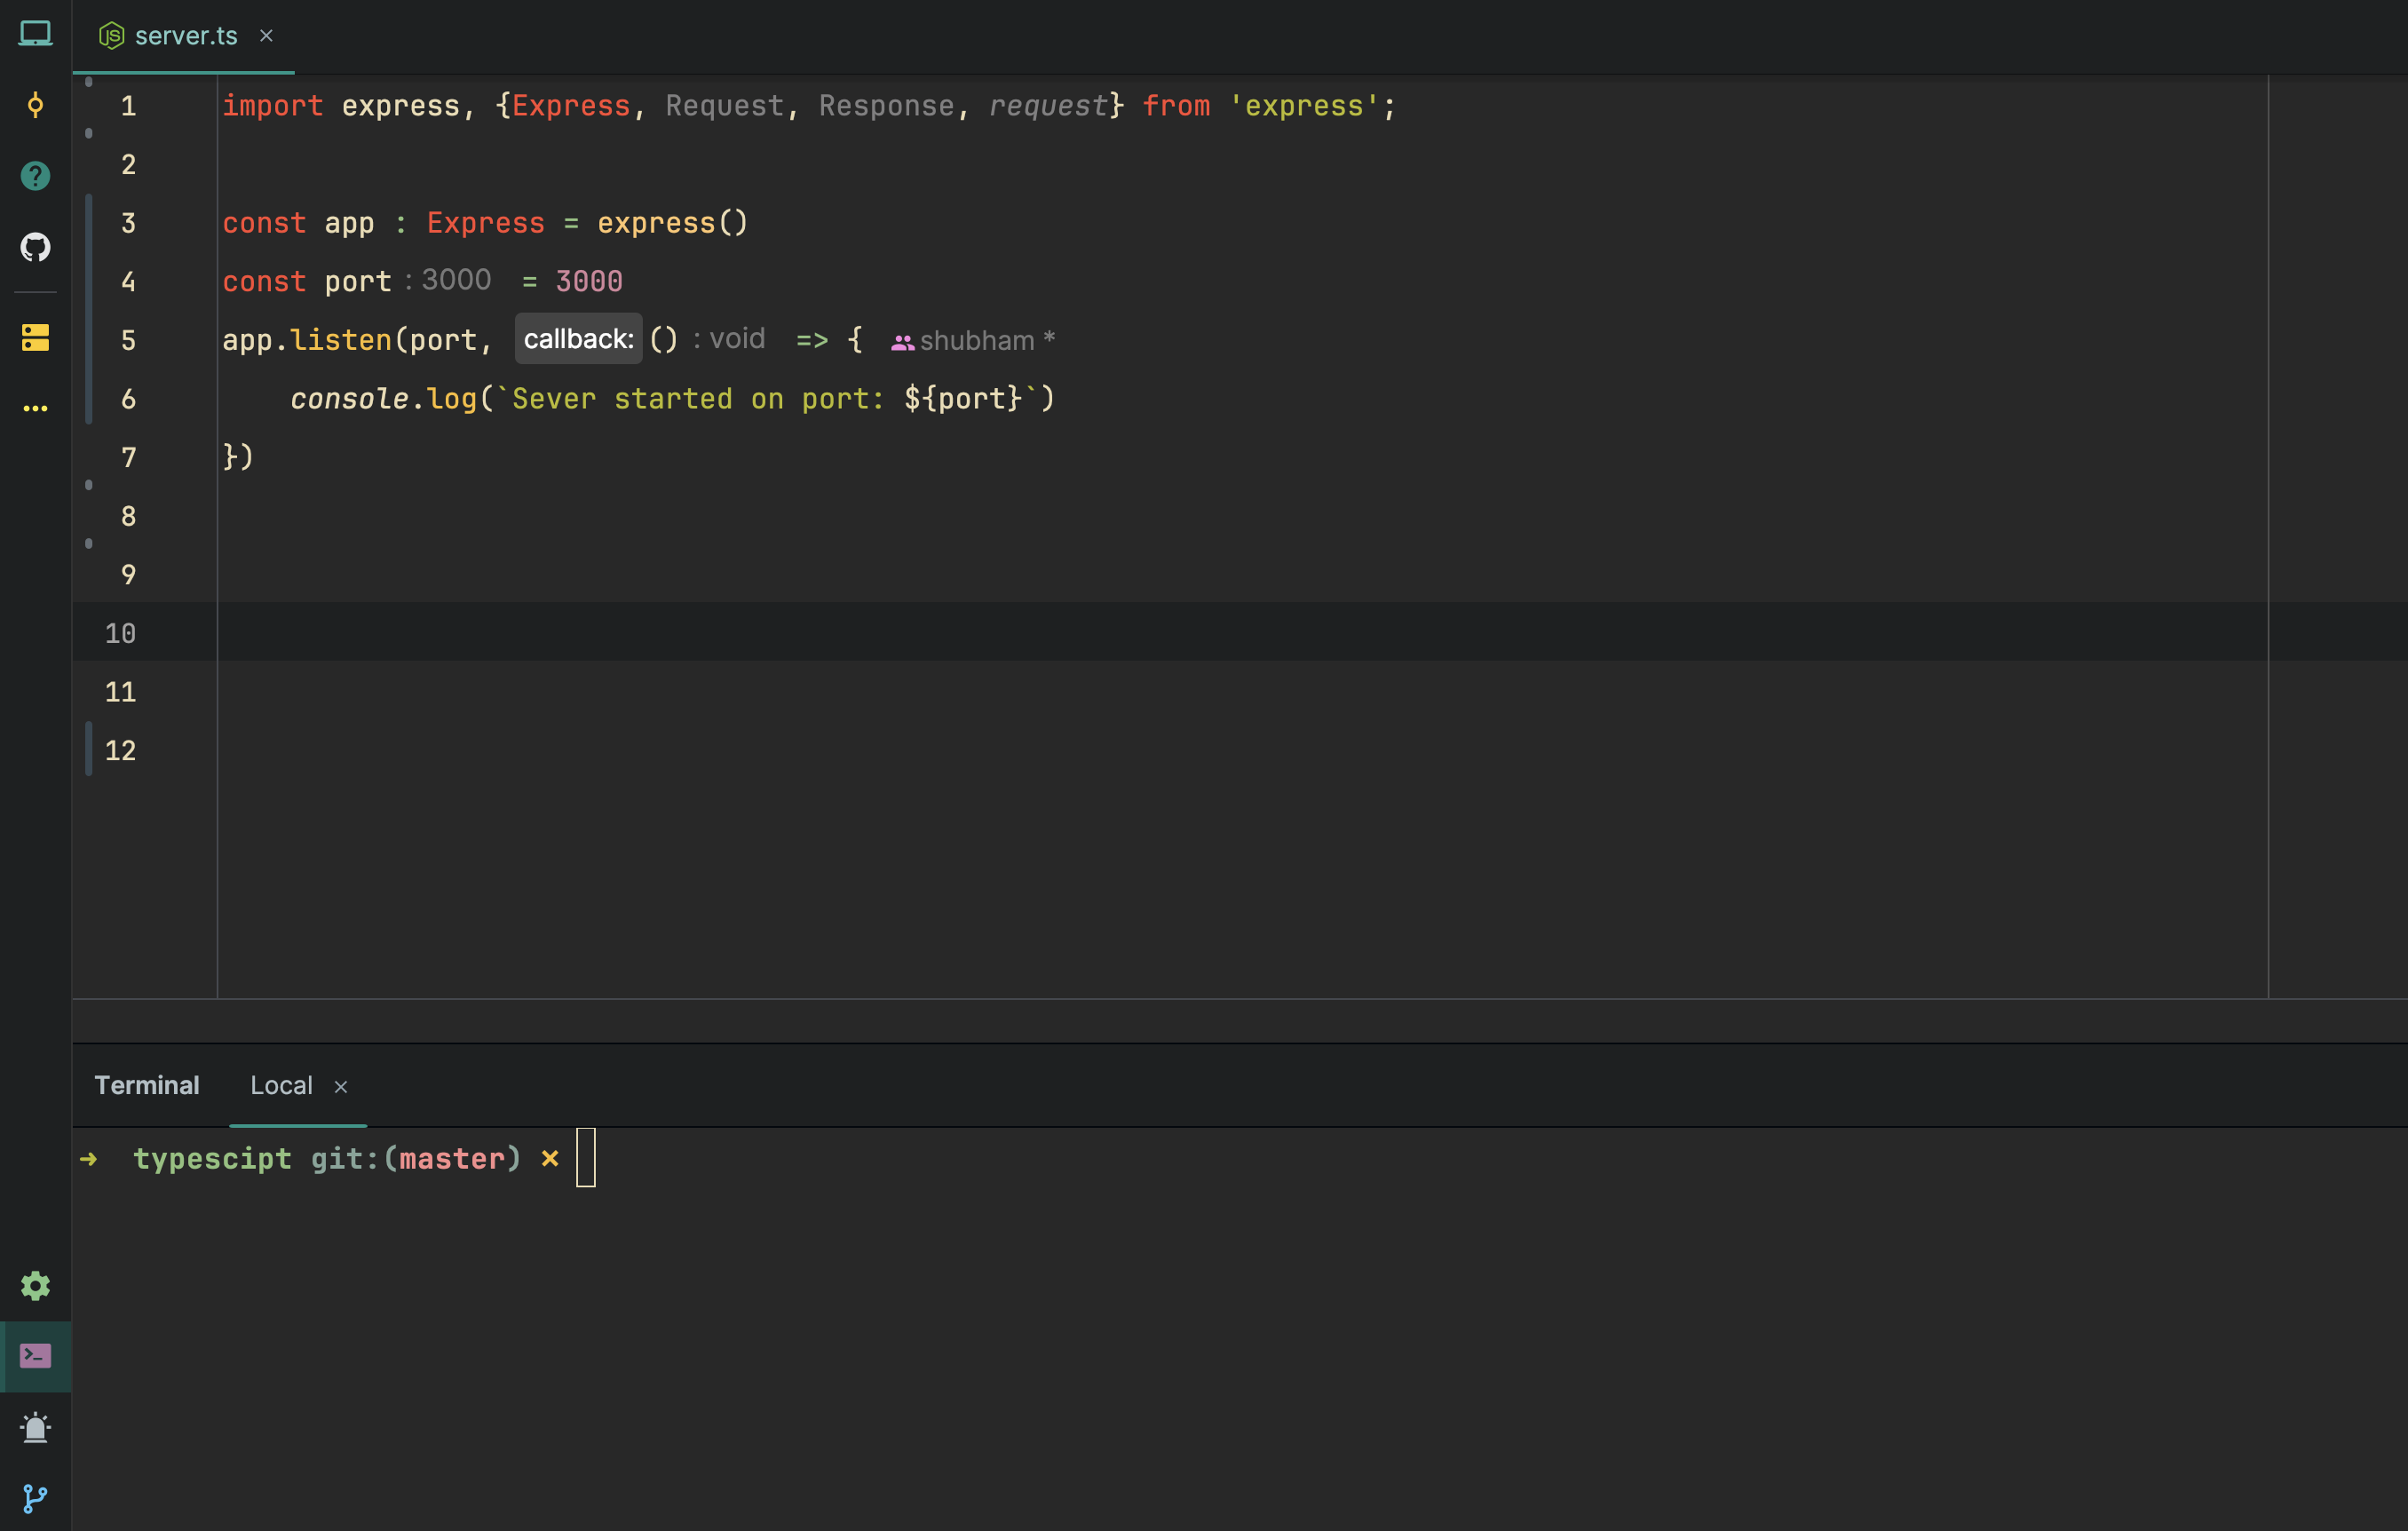 server.ts ×
1 import express, {Express, Request, Response, request} from 'express';
2
3 const app : Express = express()
4 const port : 3000 = 3000
5 app.listen(port, callback: () : void => { shubham *
6 console.log(`Sever started on port: ${port}`)
7 })
8
9
10
11
12
Terminal Local ×
➜ typescipt git:(master) ✗